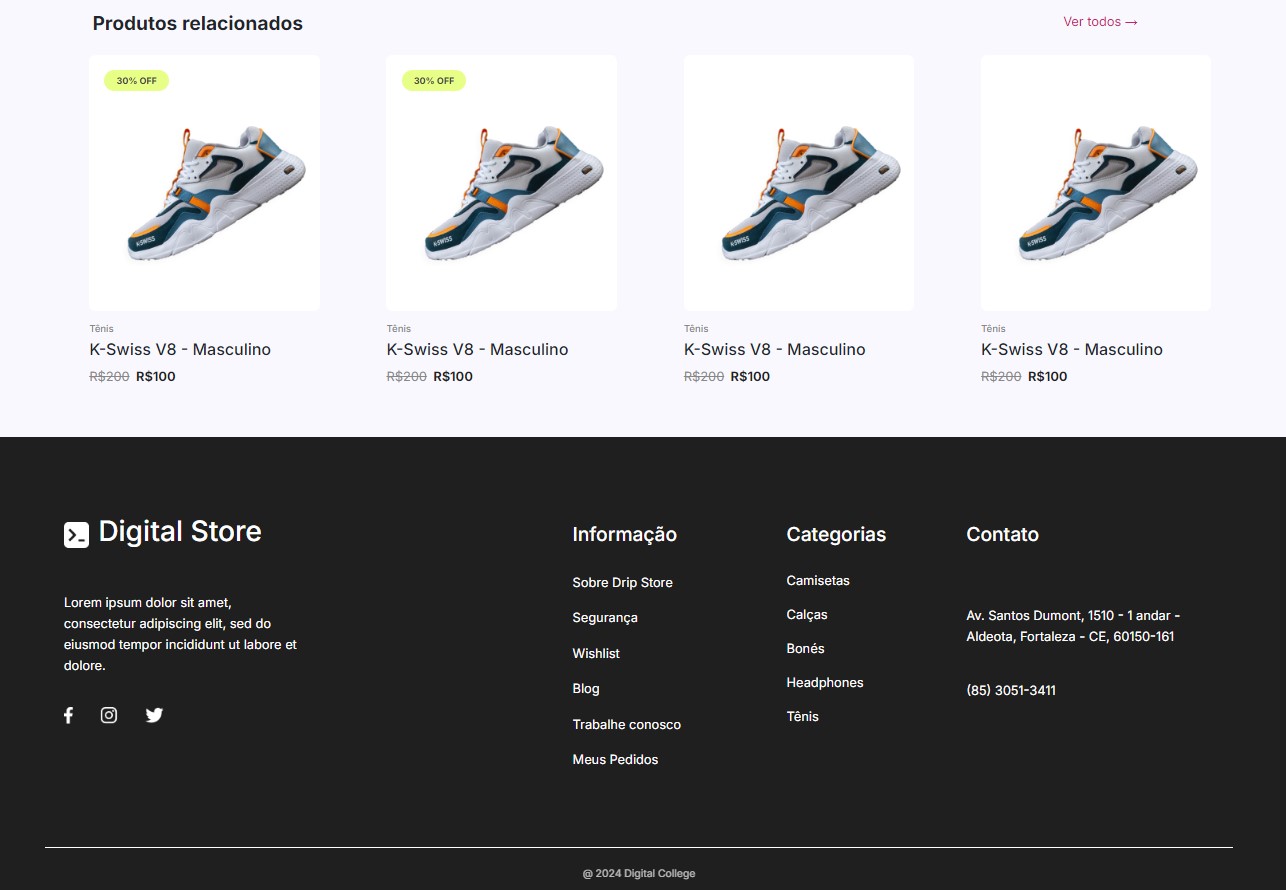 Produtos relacionados
Ver todos →
30% OFF
30% OFF
K-SWISS
K-SWISS
K-SWISS
K-SWISS
Tênis
Tênis
Tênis
Tênis
K-Swiss V8 - Masculino
K-Swiss V8 - Masculino
K-Swiss V8 - Masculino
K-Swiss V8 - Masculino
R$200 R$100
R$200 R$100
R$200 R$100
R$200 R$100
Digital Store
Lorem ipsum dolor sit amet,
consectetur adipiscing elit, sed do
eiusmod tempor incididunt ut labore et
dolore.
Informação
Sobre Drip Store
Segurança
Wishlist
Blog
Trabalhe conosco
Meus Pedidos
Categorias
Camisetas
Calças
Bonés
Headphones
Tênis
Contato
Av. Santos Dumont, 1510 - 1 andar -
Aldeota, Fortaleza - CE, 60150-161
(85) 3051-3411
@ 2024 Digital College